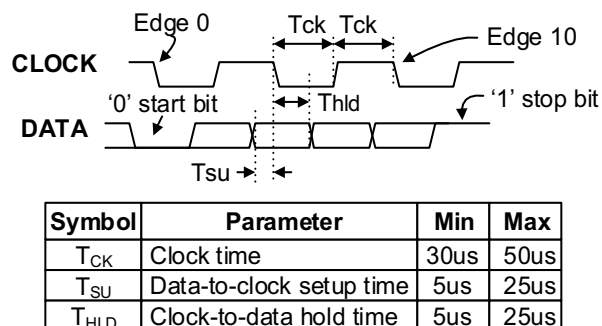 Edge 0
Tck Tck
Edge 10
CLOCK
'0' start bit
Thld
'1' stop bit
DATA
Tsu
Symbol Parameter Min Max
TCK Clock time 30us 50us
TSU Data-to-clock setup time 5us 25us
THLD Clock-to-data hold time 5us 25us